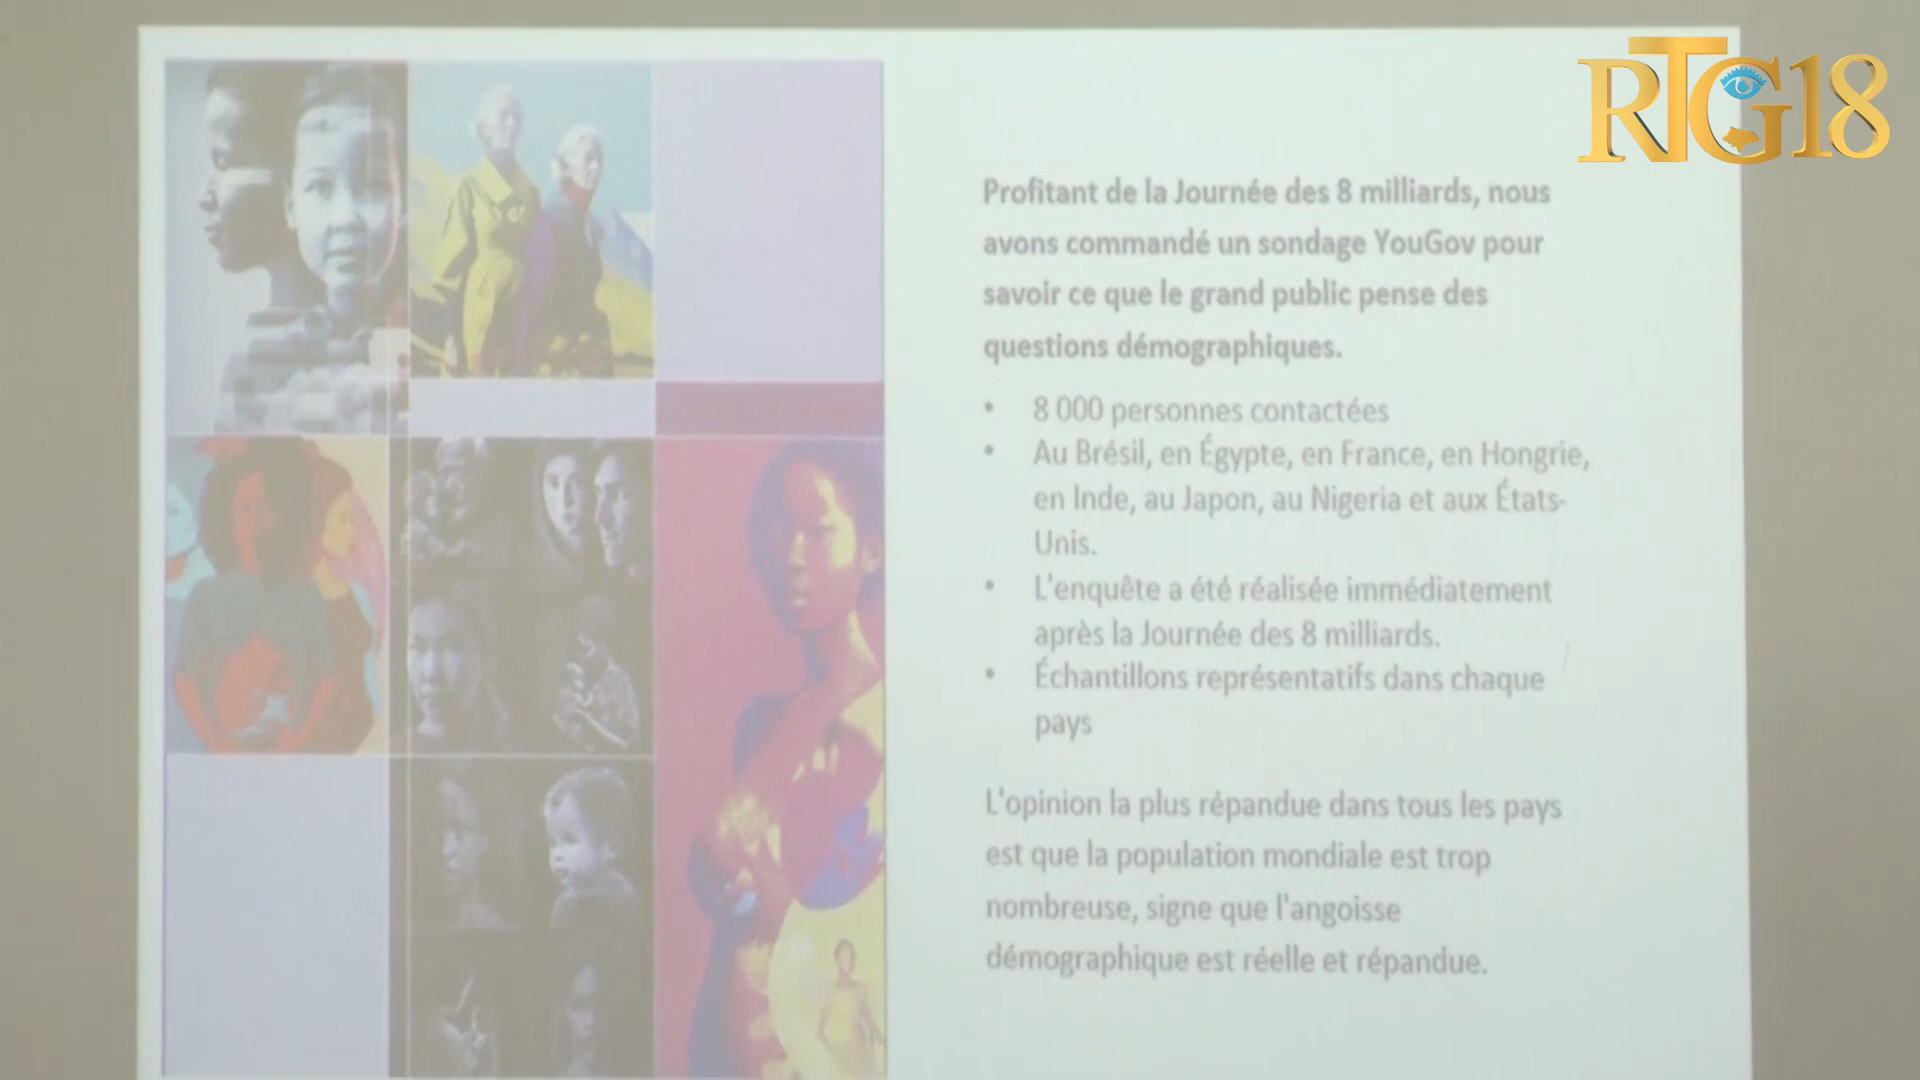 RTG18
Profitant de la Journée des 8 milliards, nous
avons commandé un sondage YouGov pour
savoir ce que le grand public pense des
questions démographiques.
• 8 000 personnes contactées
• Au Brésil, en Égypte, en France, en Hongrie,
en Inde, au Japon, au Nigeria et aux États-
Unis.
• L'enquête a été réalisée immédiatement
après la Journée des 8 milliards.
• Échantillons représentatifs dans chaque
pays
L'opinion la plus répandue dans tous les pays
est que la population mondiale est trop
nombreuse, signe que l'angoisse
démographique est réelle et répandue.